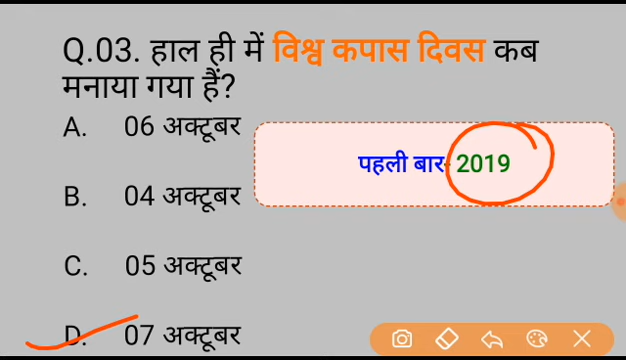 Q.03. हाल ही में विश्व कपास दिवस कब
मनाया गया हैं?
A. 06 अक्टूबर
पहली बार- 2019
B. 04 अक्टूबर
C. 05 अक्टूबर
D. 07 अक्टूबर